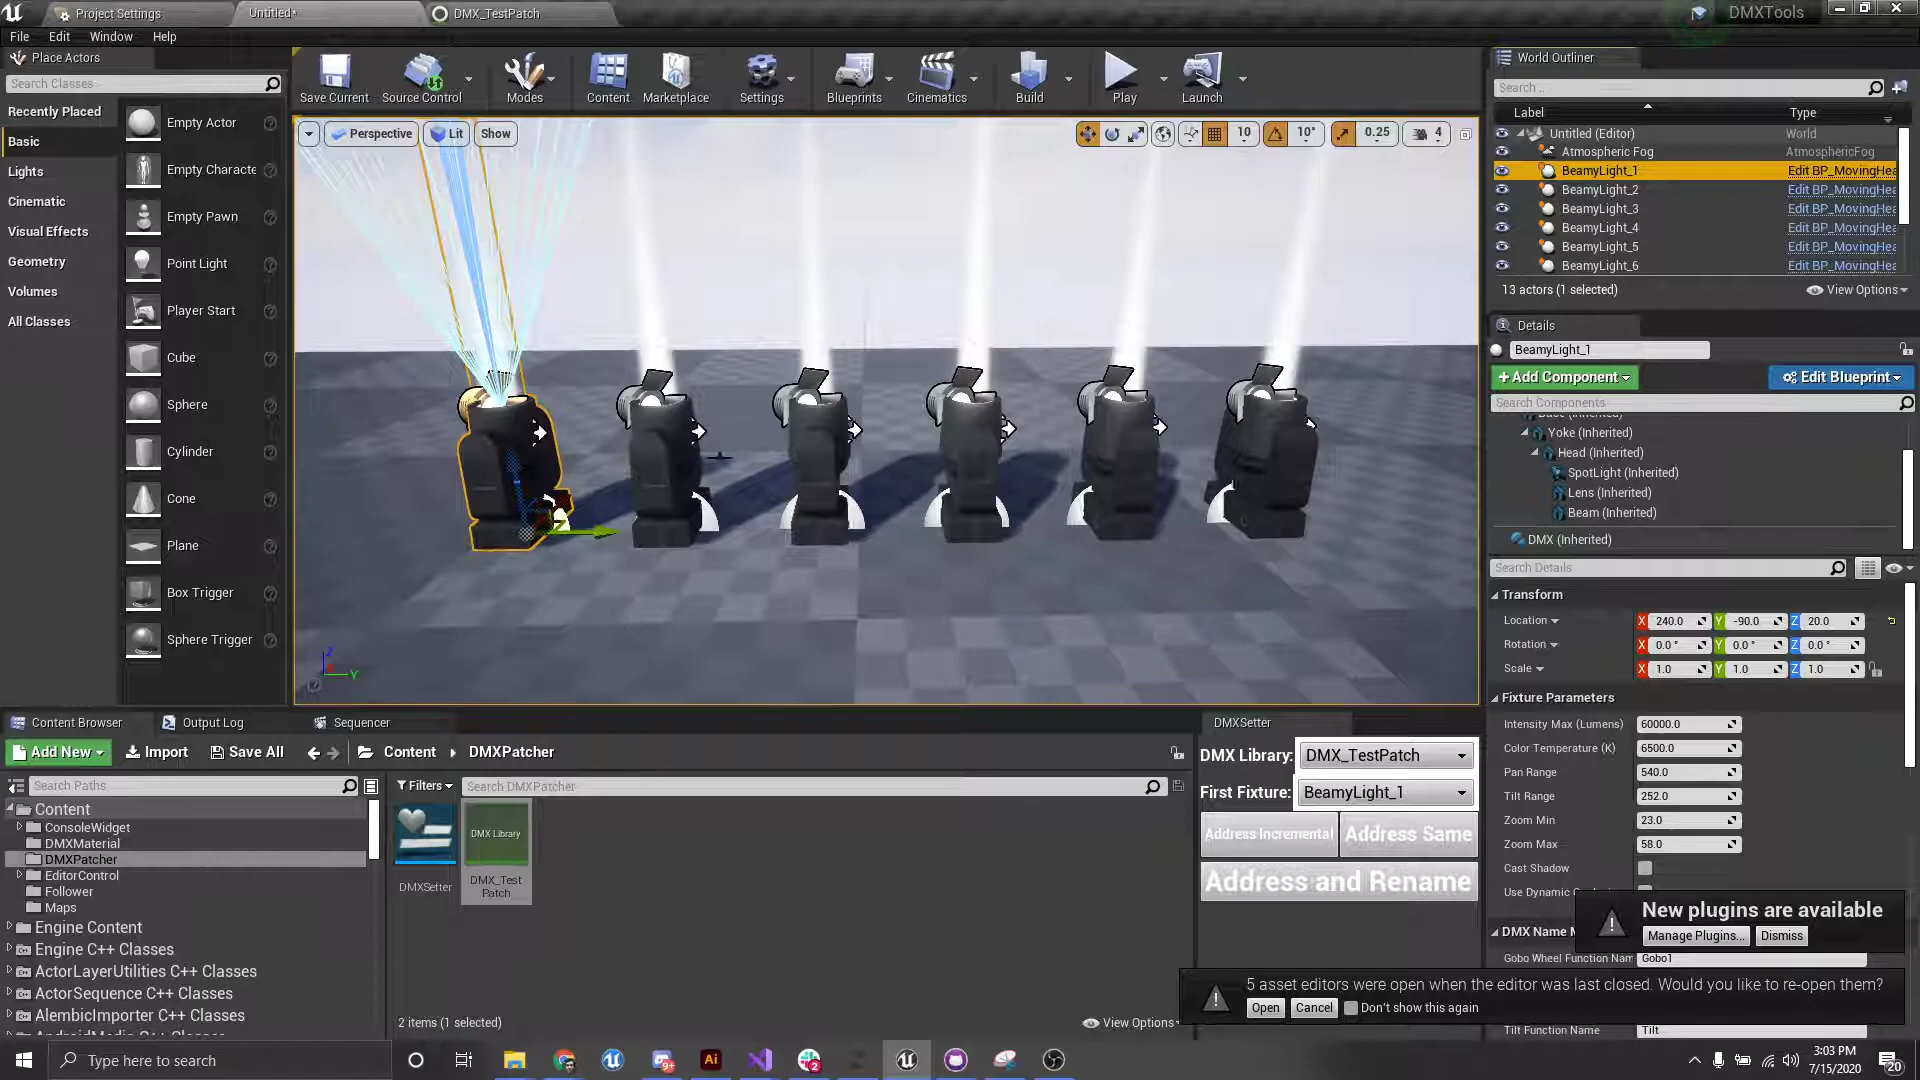 Project Settings
Untitled*
DMX_TestPatch
DMXTools
File Edit Window Help
Place Actors
Search Classes
Recently Placed
Basic
Lights
Cinematic
Visual Effects
Geometry
Volumes
All Classes
Empty Actor
Empty Characte
Empty Pawn
Point Light
Player Start
Cube
Sphere
Cylinder
Cone
Plane
Box Trigger
Sphere Trigger
Save Current
Source Control
Modes
Content
Marketplace
Settings
Blueprints
Cinematics
Build
Play
Launch
Perspective
Lit
Show
10
10°
0.25
4
Z
Y
World Outliner
Search...
Label Type
Untitled (Editor) World
Atmospheric Fog AtmosphericFog
BeamyLight_1 Edit BP_MovingHea
BeamyLight_2 Edit BP_MovingHea
BeamyLight_3 Edit BP_MovingHea
BeamyLight_4 Edit BP_MovingHea
BeamyLight_5 Edit BP_MovingHea
BeamyLight_6 Edit BP_MovingHea
13 actors (1 selected)
View Options
Details
BeamyLight_1
+ Add Component
Edit Blueprint
Search Components
Yoke (Inherited)
Head (Inherited)
SpotLight (Inherited)
Lens (Inherited)
Beam (Inherited)
DMX (Inherited)
Search Details
Transform
Location X 240.0 Y -90.0 Z 20.0
Rotation X 0.0 ° Y 0.0 ° Z 0.0 °
Scale X 1.0 Y 1.0 Z 1.0
Fixture Parameters
Intensity Max (Lumens) 60000.0
Color Temperature (K) 6500.0
Pan Range 540.0
Tilt Range 252.0
Zoom Min 23.0
Zoom Max 58.0
Cast Shadow
Use Dynamic
DMX Name
Gobo Wheel Function Nam Gobo1
Tilt Function Name Tilt
New plugins are available
Manage Plugins... Dismiss
5 asset editors were open when the editor was last closed. Would you like to re-open them?
Open Cancel Don't show this again
Content Browser
Output Log
Sequencer
Add New
Import
Save All
Content
DMXPatcher
Search Paths
Filters
Search DMXPatcher
Content
ConsoleWidget
DMXMaterial
DMXPatcher
EditorControl
Follower
Maps
Engine Content
Engine C++ Classes
ActorLayerUtilities C++ Classes
ActorSequence C++ Classes
AlembicImporter C++ Classes
DMX Library
DMXSetter
DMX_Test
Patch
2 items (1 selected)
View Options
DMXSetter
DMX Library: DMX_TestPatch
First Fixture: BeamyLight_1
Address Incremental
Address Same
Address and Rename
Type here to search
9+
Ai
2
3:03 PM
7/15/2020
20